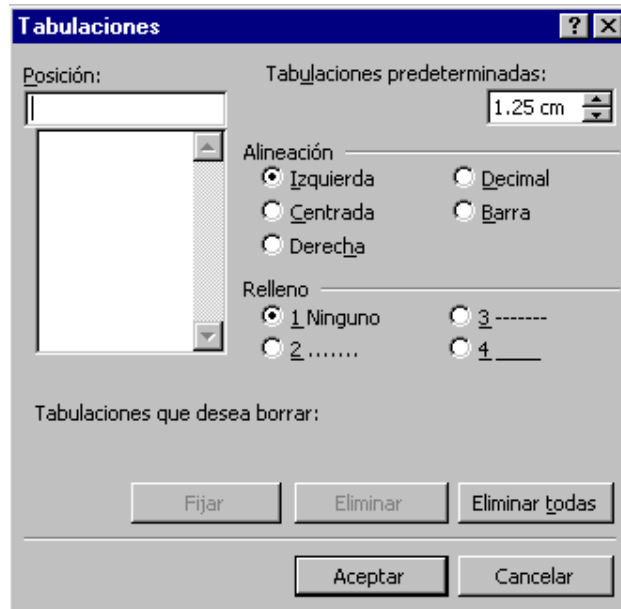 Tabulaciones
Posición:
Tabulaciones predeterminadas:
1.25 cm
Alineación
Izquierda
Decimal
Centrada
Barra
Derecha
Relleno
1 Ninguno
3 -------
2 .......
4 ____
Tabulaciones que desea borrar:
Fijar
Eliminar
Eliminar todas
Aceptar
Cancelar